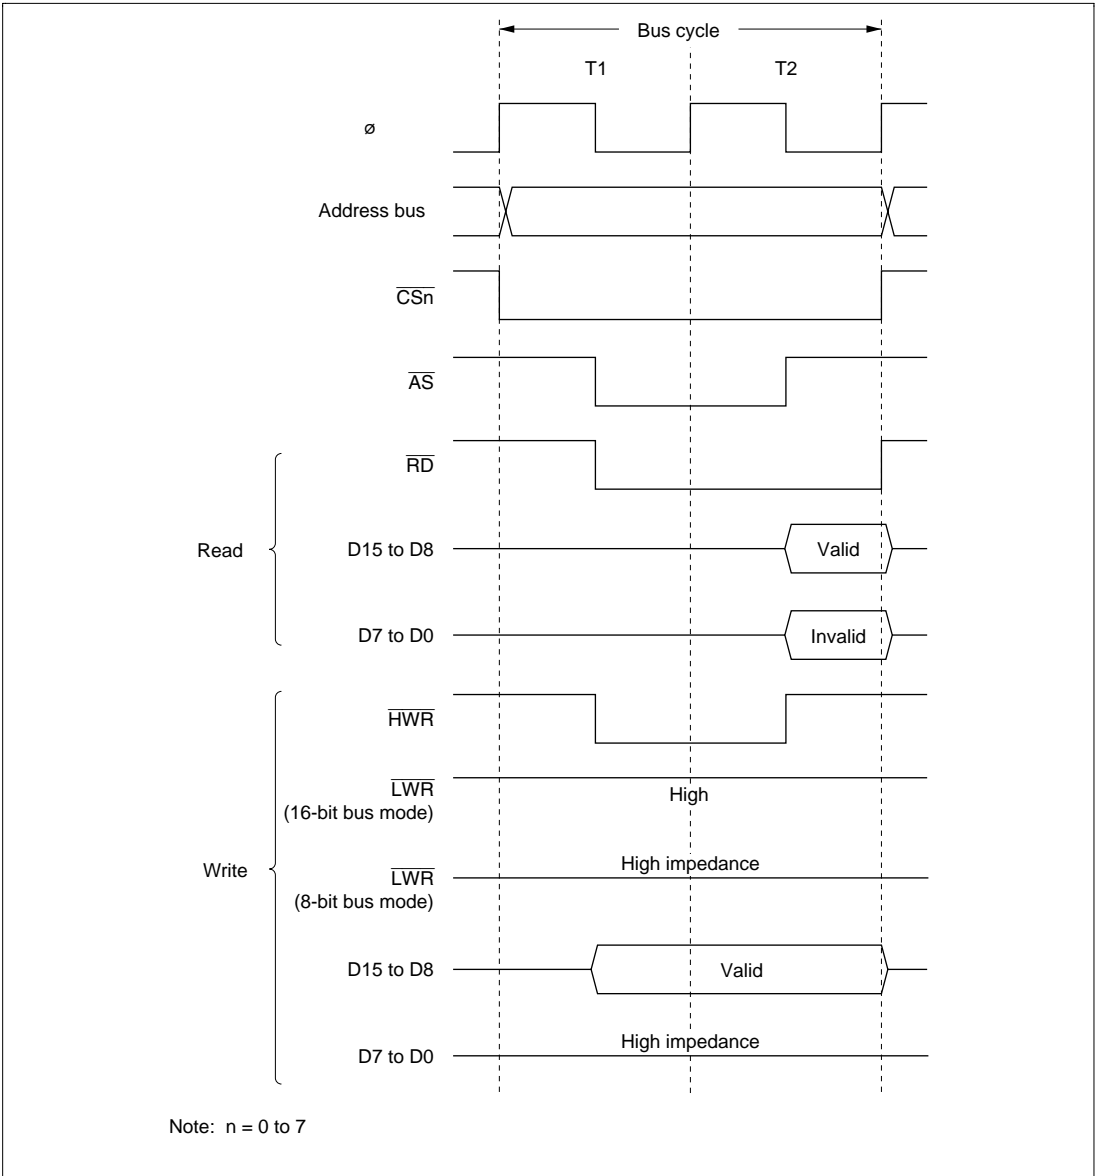 Bus cycle
T1
T2
ø
Address bus
CSn
AS
RD
Read
D15 to D8
Valid
D7 to D0
Invalid
HWR
LWR
(16-bit bus mode)
High
Write
LWR
(8-bit bus mode)
High impedance
D15 to D8
Valid
D7 to D0
High impedance
Note: n = 0 to 7